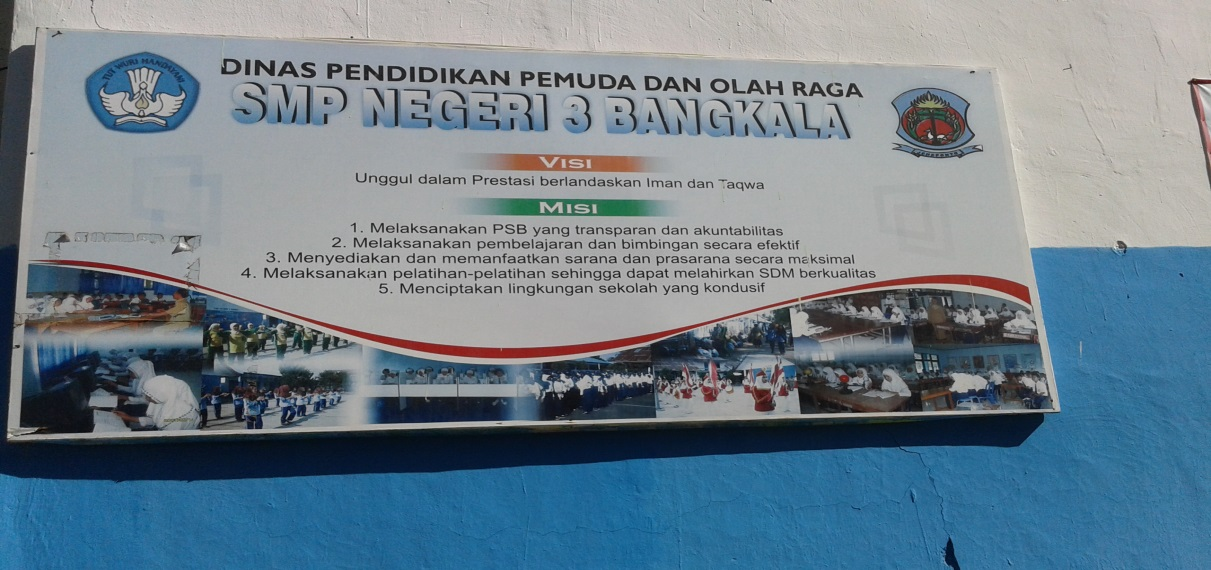 TUT WURI HANDAYANI
DINAS PENDIDIKAN PEMUDA DAN OLAH RAGA
SMP NEGERI 3 BANGKALA
VISI
Unggul dalam Prestasi berlandaskan Iman dan Taqwa
MISI
1. Melaksanakan PSB yang transparan dan akuntabilitas
2. Melaksanakan pembelajaran dan bimbingan secara efektif
3. Menyediakan dan memanfaatkan sarana dan prasarana secara maksimal
4. Melaksanakan pelatihan-pelatihan sehingga dapat melahirkan SDM berkualitas
5. Menciptakan lingkungan sekolah yang kondusif